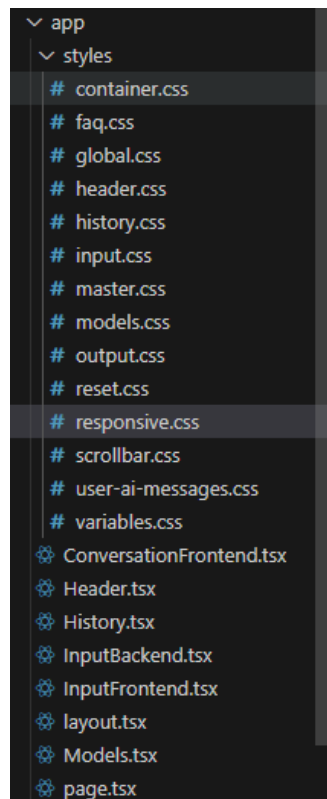 app
styles
# container.css
# faq.css
# global.css
# header.css
# history.css
# input.css
# master.css
# models.css
# output.css
# reset.css
# responsive.css
# scrollbar.css
# user-ai-messages.css
# variables.css
ConversationFrontend.tsx
Header.tsx
History.tsx
InputBackend.tsx
InputFrontend.tsx
layout.tsx
Models.tsx
page.tsx